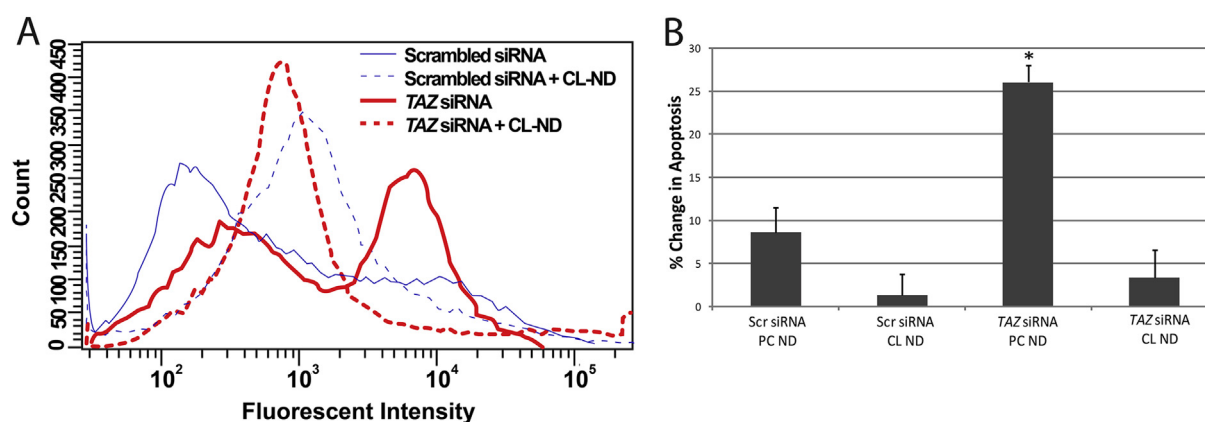 A
Scrambled siRNA
Scrambled siRNA + CL-ND
TAZ siRNA
TAZ siRNA + CL-ND
Count
0 50 100 150 200 250 300 350 400 450
10² 10³ 10⁴ 10⁵
Fluorescent Intensity
B
% Change in Apoptosis
30
25
20
15
10
5
0
*
Scr siRNA
PC ND
Scr siRNA
CL ND
TAZ siRNA
PC ND
TAZ siRNA
CL ND